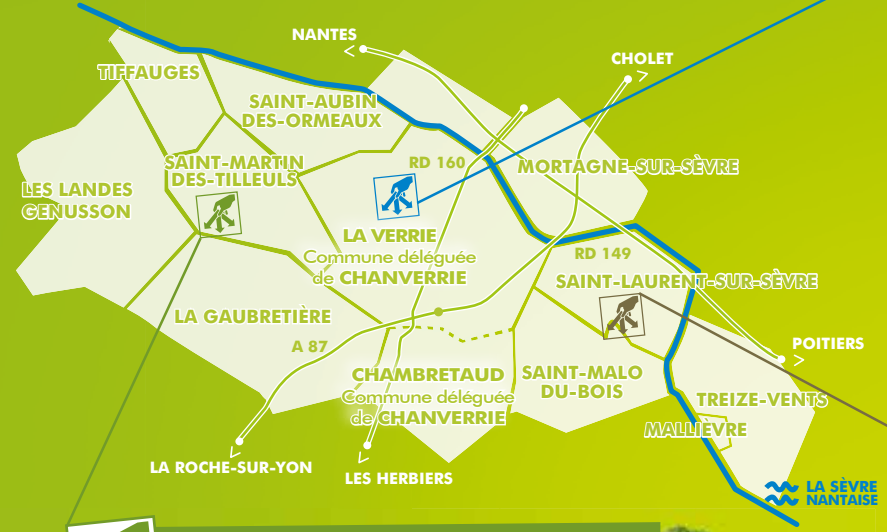 NANTES
<
CHOLET
>
TIFFAUGES
SAINT-AUBIN
DES-ORMEAUX
SAINT-MARTIN
DES-TILLEULS
RD 160
MORTAGNE-SUR-SÈVRE
LES LANDES
GENUSSON
LA VERRIE
Commune déléguée
de CHANVERRIE
RD 149
SAINT-LAURENT-SUR-SÈVRE
LA GAUBRETIÈRE
A 87
POITIERS
>
CHAMBRETAUD
Commune déléguée
de CHANVERRIE
SAINT-MALO
DU-BOIS
TREIZE-VENTS
MALLIÈVRE
LA ROCHE-SUR-YON
LES HERBIERS
LA SÈVRE
NANTAISE